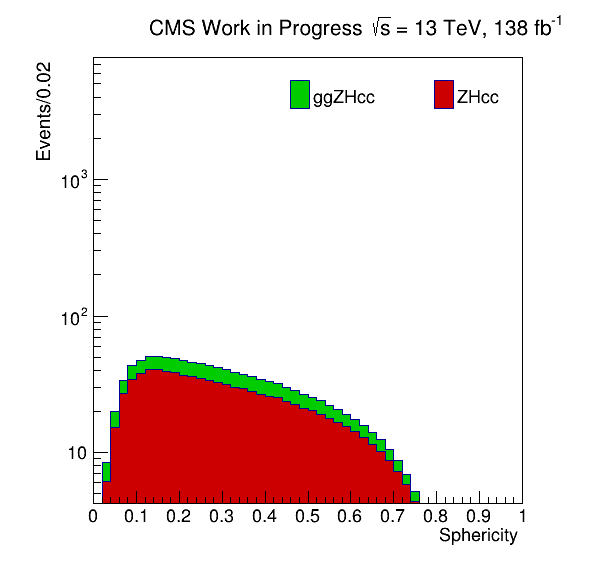 CMS Work in Progress √s = 13 TeV, 138 fb⁻¹
Events/0.02
ggZHcc
ZHcc
10³
10²
10
0 0.1 0.2 0.3 0.4 0.5 0.6 0.7 0.8 0.9 1
Sphericity